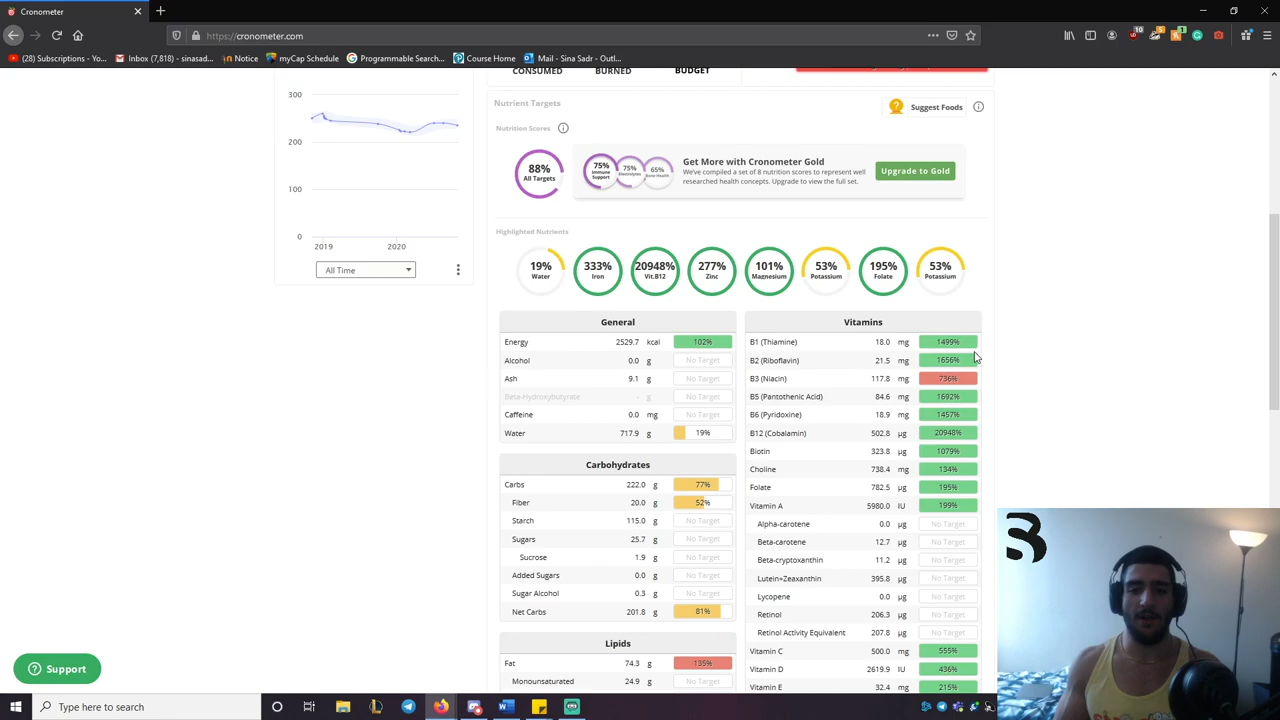 Cronometer
https://cronometer.com
(28) Subscriptions - Yo...
Inbox (7,818) - sinasad...
Notice
myCap Schedule
Programmable Searc...
Course Home
Mail - Sina Sadr - Outl...
10
5
1
CONSUMED BURNED BUDGET
300
200
100
0
2019 2020
All Time
Nutrient Targets
Suggest Foods
Nutrition Scores
88%
All Targets
75%
Immune Support
75%
Electrolytes
65%
Bone Health
Get More with Cronometer Gold
We've compiled a set of 8 nutrition scores to represent well
researched health concepts. Upgrade to view the full set.
Upgrade to Gold
Highlighted Nutrients
19% Water
333% Iron
20948% Vit.B12
277% Zinc
101% Magnesium
53% Potassium
195% Folate
53% Potassium
General
Energy 2529.7 kcal 102%
Alcohol 0.0 g No Target
Ash 9.1 g No Target
Beta-Hydroxybutyrate - g No Target
Caffeine 0.0 mg No Target
Water 717.9 g 19%
Carbohydrates
Carbs 222.0 g 77%
Fiber 20.0 g 52%
Starch 115.0 g No Target
Sugars 25.7 g No Target
Sucrose 1.9 g No Target
Added Sugars 0.0 g No Target
Sugar Alcohol 0.3 g No Target
Net Carbs 201.8 g 81%
Lipids
Fat 74.3 g 135%
Monounsaturated 24.9 g No Target
Vitamins
B1 (Thiamine) 18.0 mg 1499%
B2 (Riboflavin) 21.5 mg 1656%
B3 (Niacin) 117.8 mg 736%
B5 (Pantothenic Acid) 84.6 mg 1692%
B6 (Pyridoxine) 18.9 mg 1457%
B12 (Cobalamin) 502.8 µg 20948%
Biotin 323.8 µg 1079%
Choline 738.4 mg 134%
Folate 782.5 µg 195%
Vitamin A 5980.0 IU 199%
Alpha-carotene 0.0 µg No Target
Beta-carotene 12.7 µg No Target
Beta-cryptoxanthin 11.2 µg No Target
Lutein+Zeaxanthin 395.8 µg No Target
Lycopene 0.0 µg No Target
Retinol 206.3 µg No Target
Retinol Activity Equivalent 207.8 µg No Target
Vitamin C 500.0 mg 555%
Vitamin D 2619.9 IU 436%
Vitamin E 32.4 mg 215%
Support
Type here to search